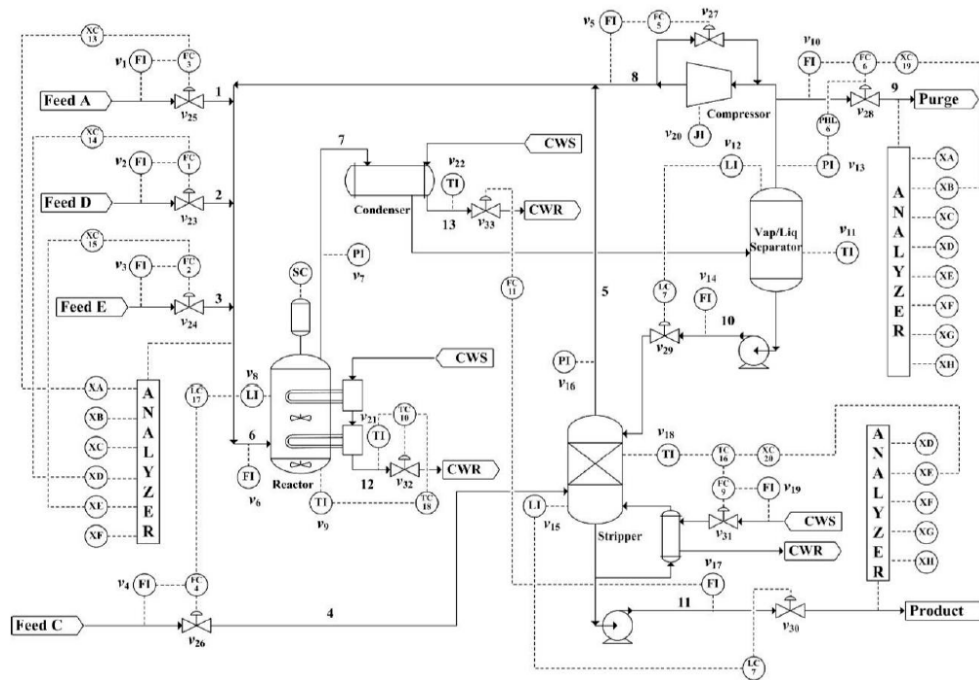 XC 13
v1
FI
FC 3
Feed A
1
v25
XC 14
v2
FI
FC 1
Feed D
2
v23
XC 15
v3
FI
FC 2
Feed E
3
v24
v5
FI
FC 5
v27
8
Compressor
v20
JI
v10
FI
FC 6
XC 19
9
Purge
v28
PHL 6
PI
v13
v12
LI
7
v22
CWS
TI
Condenser
13
v33
CWR
Vap/Liq
Separator
v11
TI
ANALYZER
XA
XB
XC
XD
XE
XF
XG
XH
SC
PI
v7
FC 11
5
LC 7
v14
FI
10
v29
PI
v16
v8
LC 17
LI
CWS
v21
TI
TC 10
6
FI
v6
Reactor
12
v32
CWR
TI
v9
TC 18
ANALYZER
XA
XB
XC
XD
XE
XF
v18
TI
TC 16
XC 20
FC 9
FI
v19
LI
v15
Stripper
v31
CWS
CWR
ANALYZER
XD
XE
XF
XG
XH
v4
FI
FC 4
Feed C
v26
4
v17
FI
11
v30
Product
LC 7